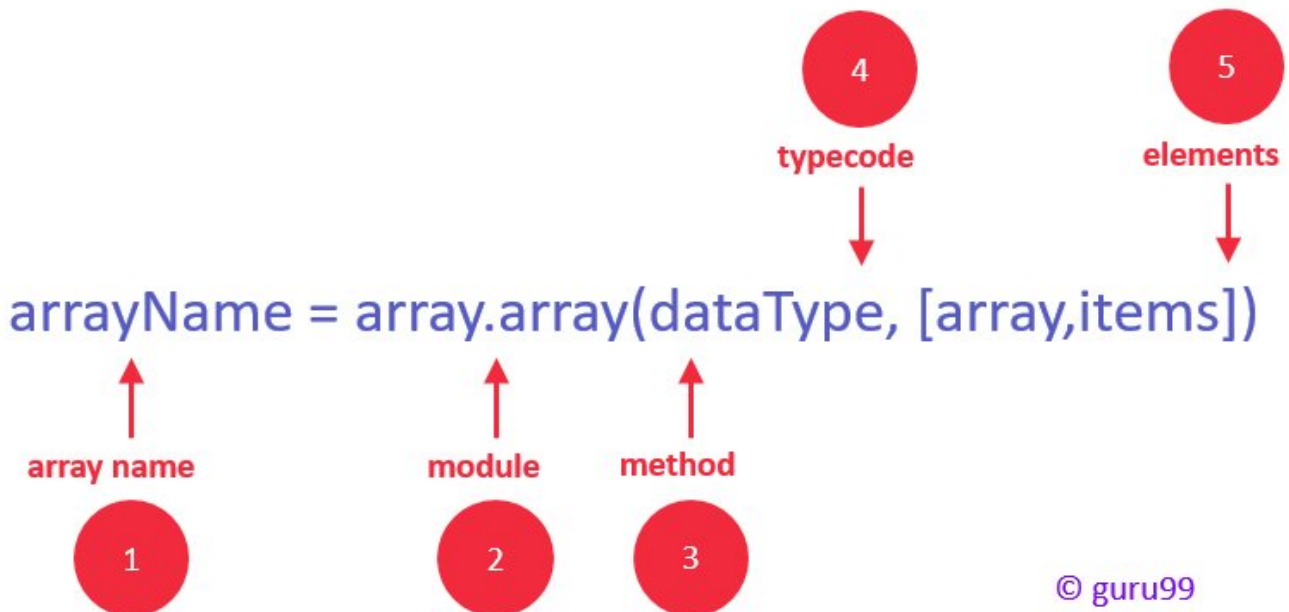 4 5
typecode elements
arrayName = array.array(dataType, [array,items])
array name module method
1 2 3
© guru99